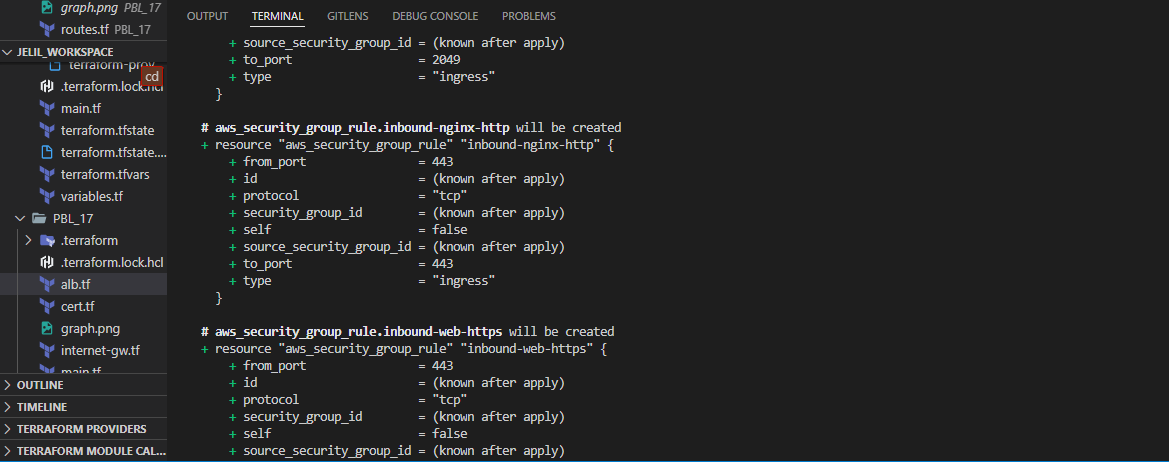 graph.png PBL_17
routes.tf PBL_17
JELIL_WORKSPACE
terraform-prov
cd
.terraform.lock.hcl
main.tf
terraform.tfstate
terraform.tfstate....
terraform.tfvars
variables.tf
PBL_17
.terraform
.terraform.lock.hcl
alb.tf
cert.tf
graph.png
internet-gw.tf
main.tf
OUTLINE
TIMELINE
TERRAFORM PROVIDERS
TERRAFORM MODULE CAL...
OUTPUT TERMINAL GITLENS DEBUG CONSOLE PROBLEMS
+ source_security_group_id = (known after apply)
+ to_port = 2049
+ type = "ingress"
}
# aws_security_group_rule.inbound-nginx-http will be created
+ resource "aws_security_group_rule" "inbound-nginx-http" {
+ from_port = 443
+ id = (known after apply)
+ protocol = "tcp"
+ security_group_id = (known after apply)
+ self = false
+ source_security_group_id = (known after apply)
+ to_port = 443
+ type = "ingress"
}
# aws_security_group_rule.inbound-web-https will be created
+ resource "aws_security_group_rule" "inbound-web-https" {
+ from_port = 443
+ id = (known after apply)
+ protocol = "tcp"
+ security_group_id = (known after apply)
+ self = false
+ source_security_group_id = (known after apply)